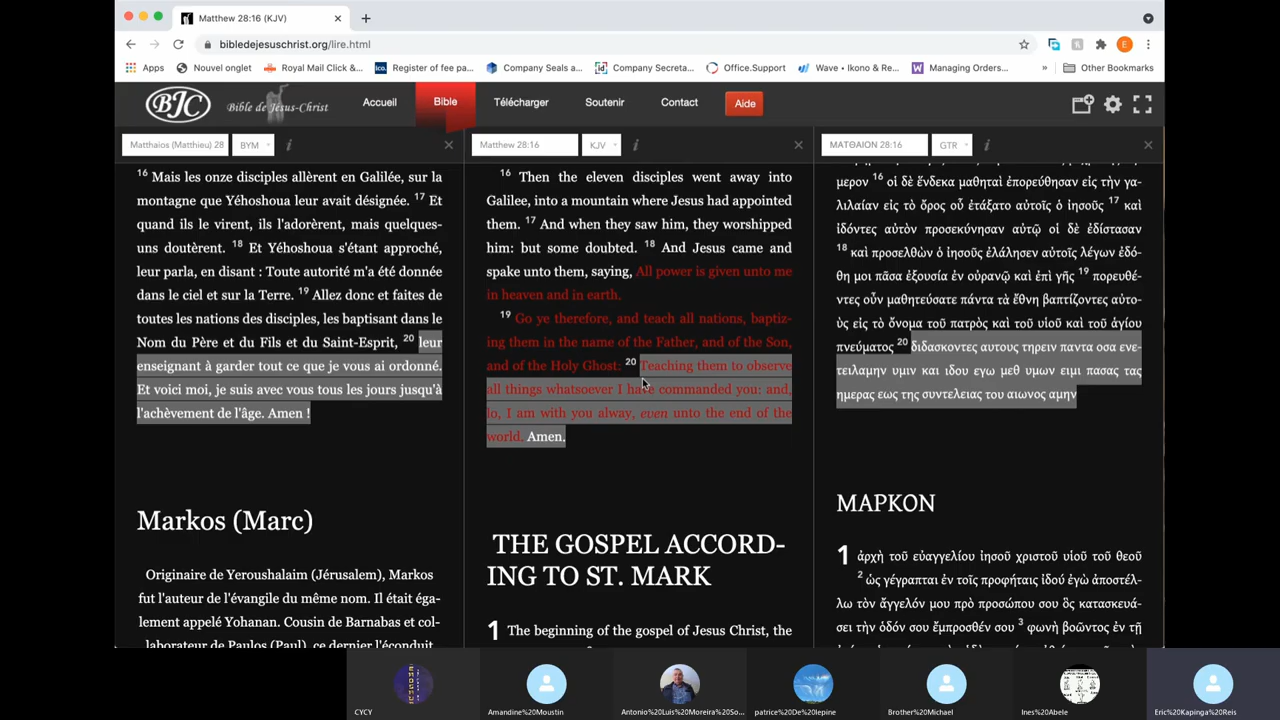 Matthew 28:16 (KJV)
bibledejesuschrist.org/lire.html
Apps
Nouvel onglet
Royal Mail Click &...
Register of fee pa...
Company Seals a...
Company Secreta...
Office.Support
Wave • Ikono & Re...
Managing Orders...
»
Other Bookmarks
BJC
Bible de Jésus-Christ
Accueil
Bible
Télécharger
Soutenir
Contact
Aide
Matthaios (Matthieu) 28
BYM
16 Mais les onze disciples allèrent en Galilée, sur la
montagne que Yéhoshoua leur avait désignée. 17 Et
quand ils le virent, ils l'adorèrent, mais quelques-
uns doutèrent. 18 Et Yéhoshoua s'étant approché,
leur parla, en disant : Toute autorité m'a été donnée
dans le ciel et sur la Terre. 19 Allez donc et faites de
toutes les nations des disciples, les baptisant dans le
Nom du Père et du Fils et du Saint-Esprit, 20 leur
enseignant à garder tout ce que je vous ai ordonné.
Et voici moi, je suis avec vous tous les jours jusqu'à
l'achèvement de l'âge. Amen !
Markos (Marc)
Originaire de Yeroushalaim (Jérusalem), Markos
fut l'auteur de l'évangile du même nom. Il était éga-
lement appelé Yohanan. Cousin de Barnabas et col-
laborateur de Paulos (Paul), ce dernier l'éconduit
Matthew 28:16
KJV
16 Then the eleven disciples went away into
Galilee, into a mountain where Jesus had appointed
them. 17 And when they saw him, they worshipped
him: but some doubted. 18 And Jesus came and
spake unto them, saying, All power is given unto me
in heaven and in earth.
19 Go ye therefore, and teach all nations, baptiz-
ing them in the name of the Father, and of the Son,
and of the Holy Ghost: 20 Teaching them to observe
all things whatsoever I have commanded you: and,
lo, I am with you alway, even unto the end of the
world. Amen.
THE GOSPEL ACCORD-
ING TO ST. MARK
1 The beginning of the gospel of Jesus Christ, the
ΜΑΤΘΑΙΟΝ 28:16
GTR
μερον 16 οἱ δὲ ἕνδεκα μαθηταὶ ἐπορεύθησαν εἰς τὴν γα-
λιλαίαν εἰς τὸ ὄρος οὗ ἐτάξατο αὐτοῖς ὁ ἰησοῦς 17 καὶ
ἰδόντες αὐτὸν προσεκύνησαν αὐτῷ οἱ δὲ ἐδίστασαν
18 καὶ προσελθὼν ὁ ἰησοῦς ἐλάλησεν αὐτοῖς λέγων ἐδό-
θη μοι πᾶσα ἐξουσία ἐν οὐρανῷ καὶ ἐπὶ γῆς 19 πορευθέ-
ντες οὖν μαθητεύσατε πάντα τὰ ἔθνη βαπτίζοντες αὐτο-
ὺς εἰς τὸ ὄνομα τοῦ πατρὸς καὶ τοῦ υἱοῦ καὶ τοῦ ἁγίου
πνεύματος 20 διδασκοντες αυτους τηρειν παντα οσα ενε-
τειλαμην υμιν και ιδου εγω μεθ υμων ειμι πασας τας
ημερας εως της συντελειας του αιωνος αμην
ΜΑΡΚΟΝ
1 ἀρχὴ τοῦ εὐαγγελίου ἰησοῦ χριστοῦ υἱοῦ τοῦ θεοῦ
2 ὡς γέγραπται ἐν τοῖς προφήταις ἰδού ἐγὼ ἀποστέλ-
λω τὸν ἄγγελόν μου πρὸ προσώπου σου ὃς κατασκευά-
σει τὴν ὁδόν σου ἔμπροσθέν σου 3 φωνὴ βοῶντος ἐν τῇ
CYCY
Amandine%20Moustin
Antonio%20Luis%20Moreira%20So...
patrice%20De%20lepine
Brother%20Michael
Ines%20Abele
Eric%20Kapinga%20Reis